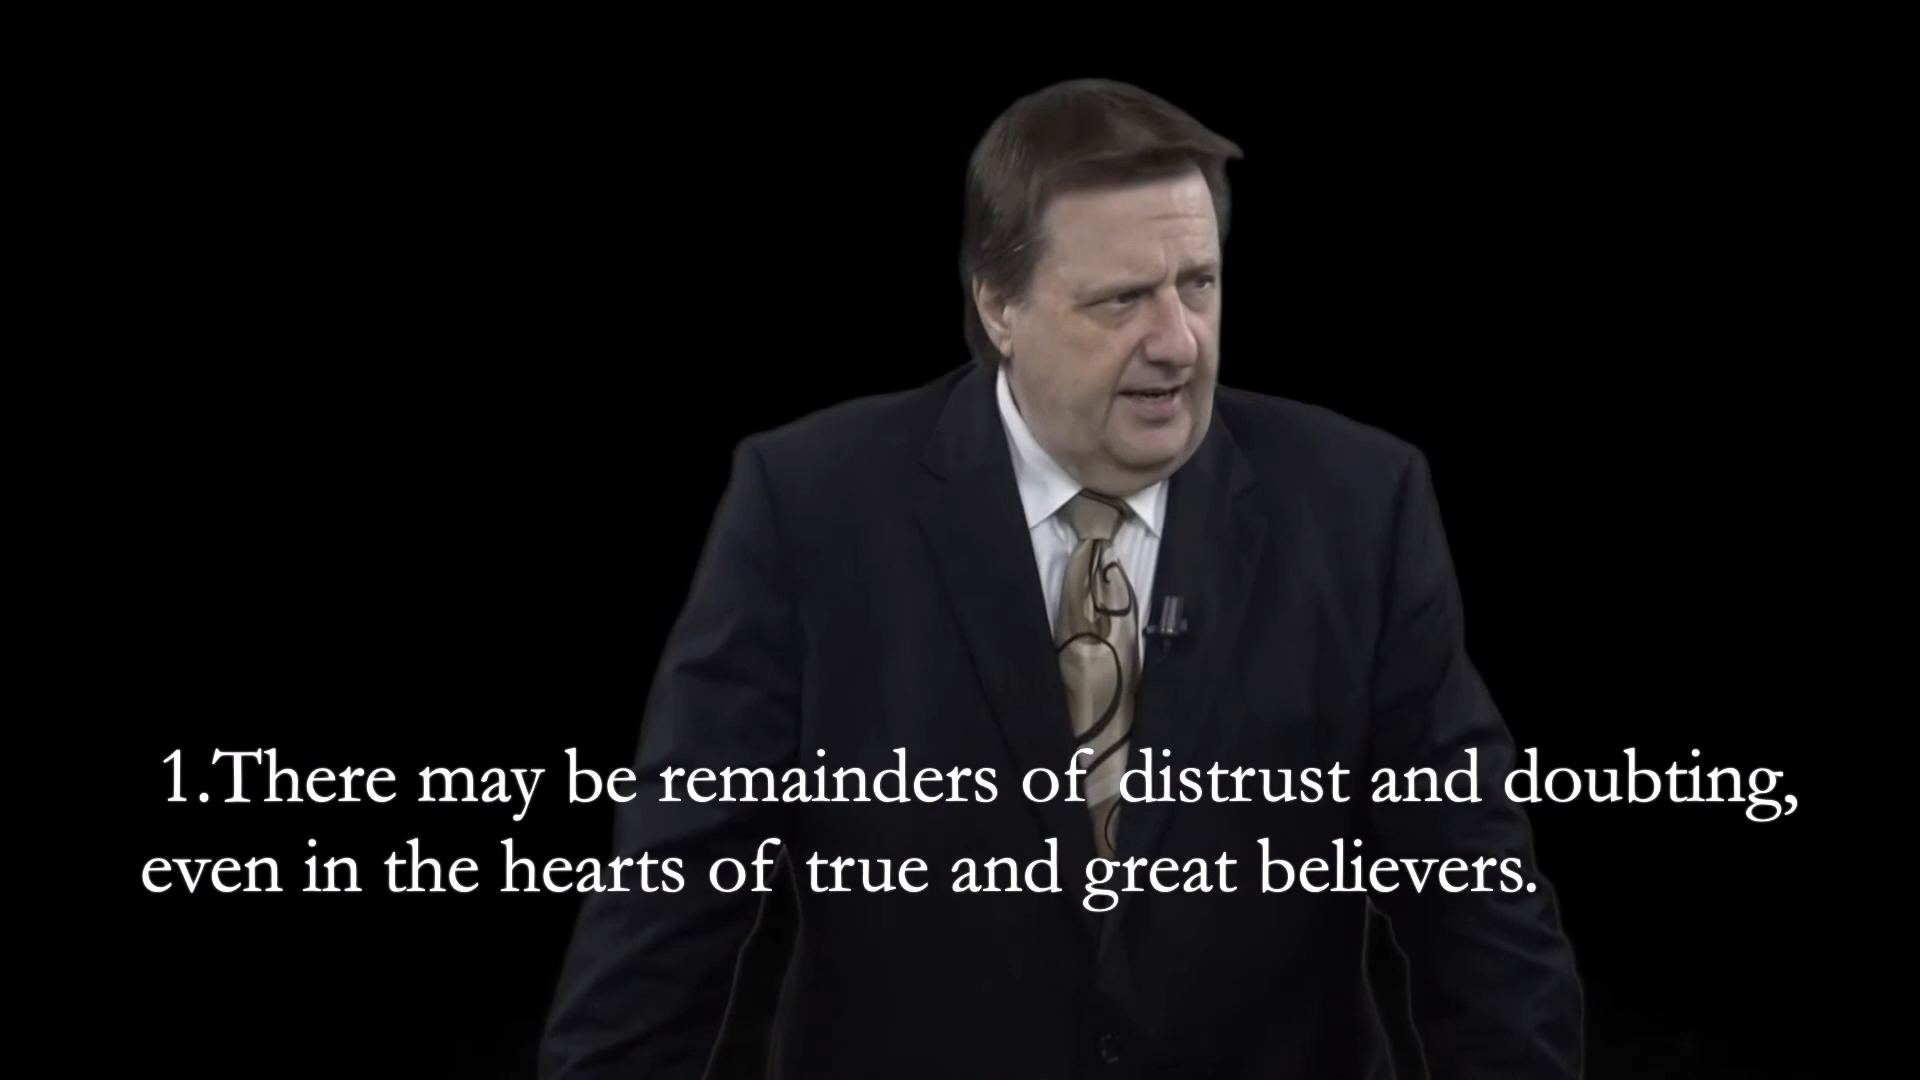 1.There may be remainders of distrust and doubting,
even in the hearts of true and great believers.